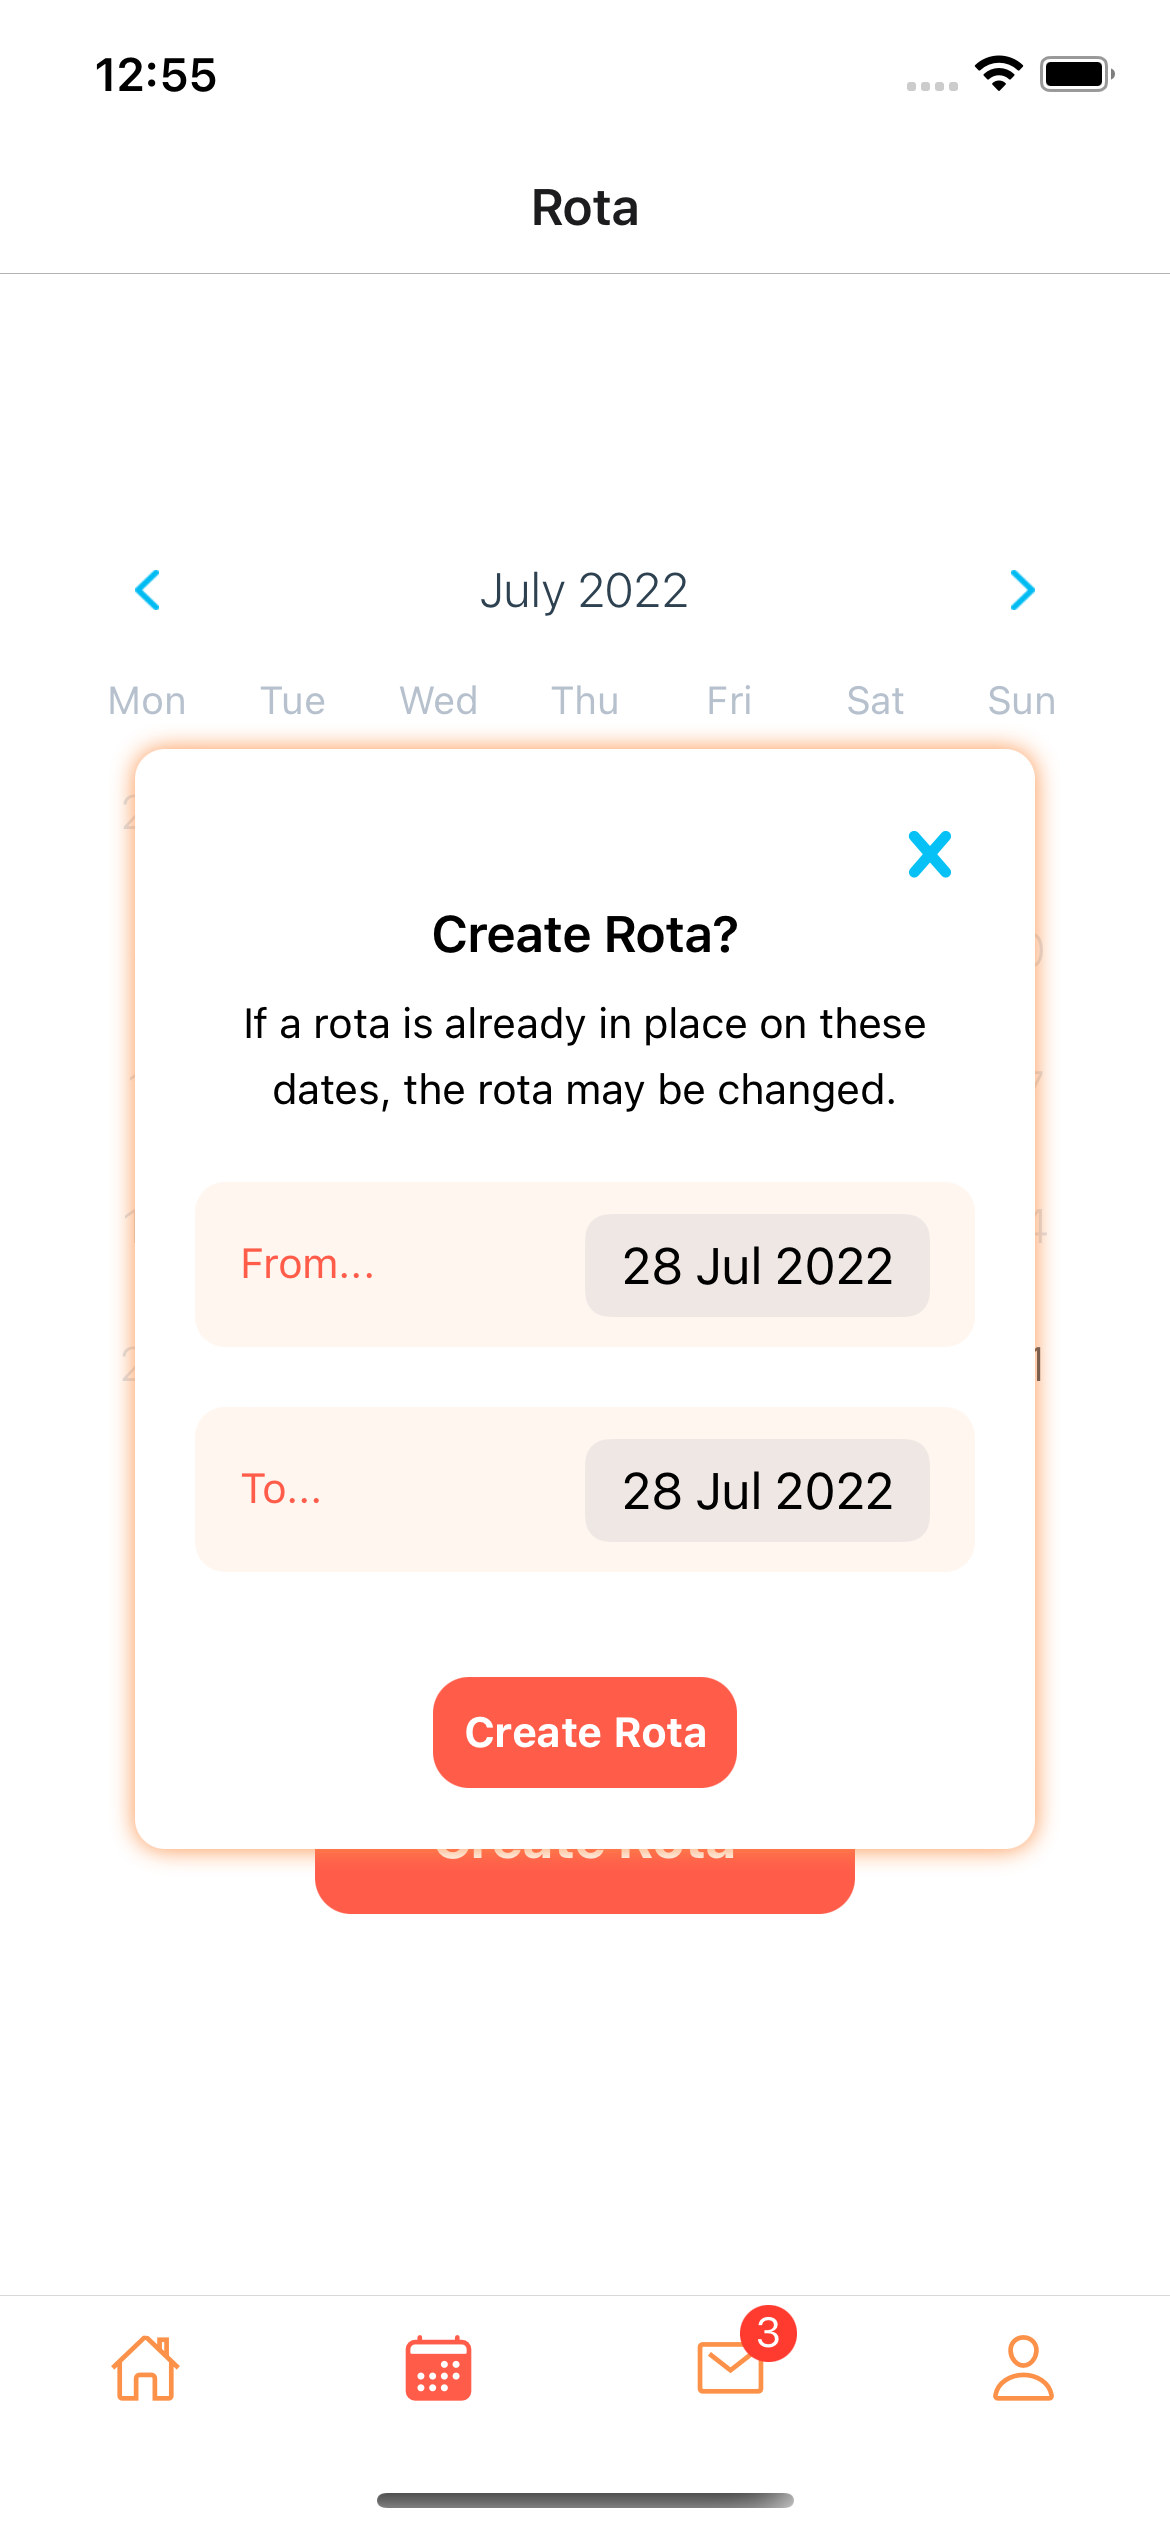 12:55
Rota
July 2022
Mon Tue Wed Thu Fri Sat Sun
Create Rota?
If a rota is already in place on these
dates, the rota may be changed.
From...
28 Jul 2022
To...
28 Jul 2022
Create Rota
Create Rota
3